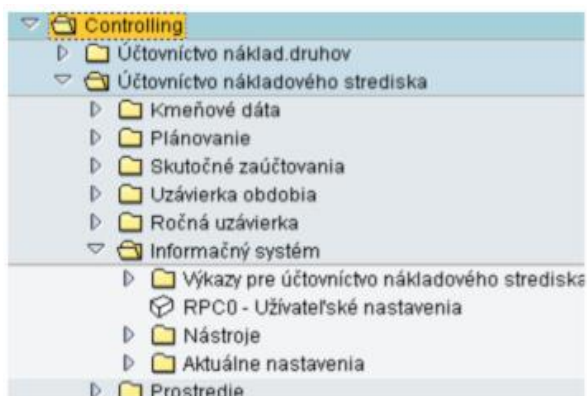 Controlling
Účtovníctvo náklad.druhov
Účtovníctvo nákladového strediska
Kmeňové dáta
Plánovanie
Skutočné zaúčtovania
Uzávierka obdobia
Ročná uzávierka
Informačný systém
Výkazy pre účtovníctvo nákladového strediska
RPC0 - Užívateľské nastavenia
Nástroje
Aktuálne nastavenia
Prostredie